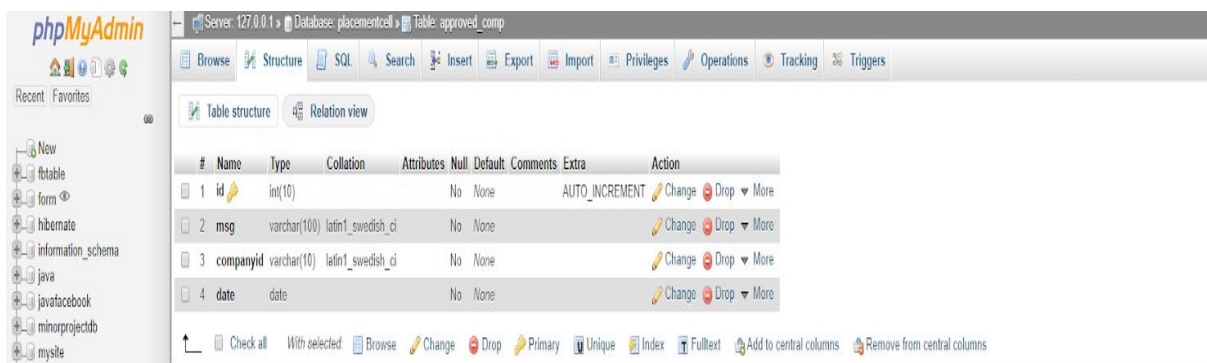 phpMyAdmin
Recent Favorites
New
fbtable
form
hibernate
information_schema
java
javafacebook
minorprojectdb
mysite
Server: 127.0.0.1 » Database: placementcell » Table: approved_comp
Browse Structure SQL Search Insert Export Import Privileges Operations Tracking Triggers
Table structure Relation view
# Name Type Collation Attributes Null Default Comments Extra Action
1 id int(10) No None AUTO_INCREMENT Change Drop More
2 msg varchar(100) latin1_swedish_ci No None Change Drop More
3 companyid varchar(10) latin1_swedish_ci No None Change Drop More
4 date date No None Change Drop More
Check all With selected: Browse Change Drop Primary Unique Index Fulltext Add to central columns Remove from central columns